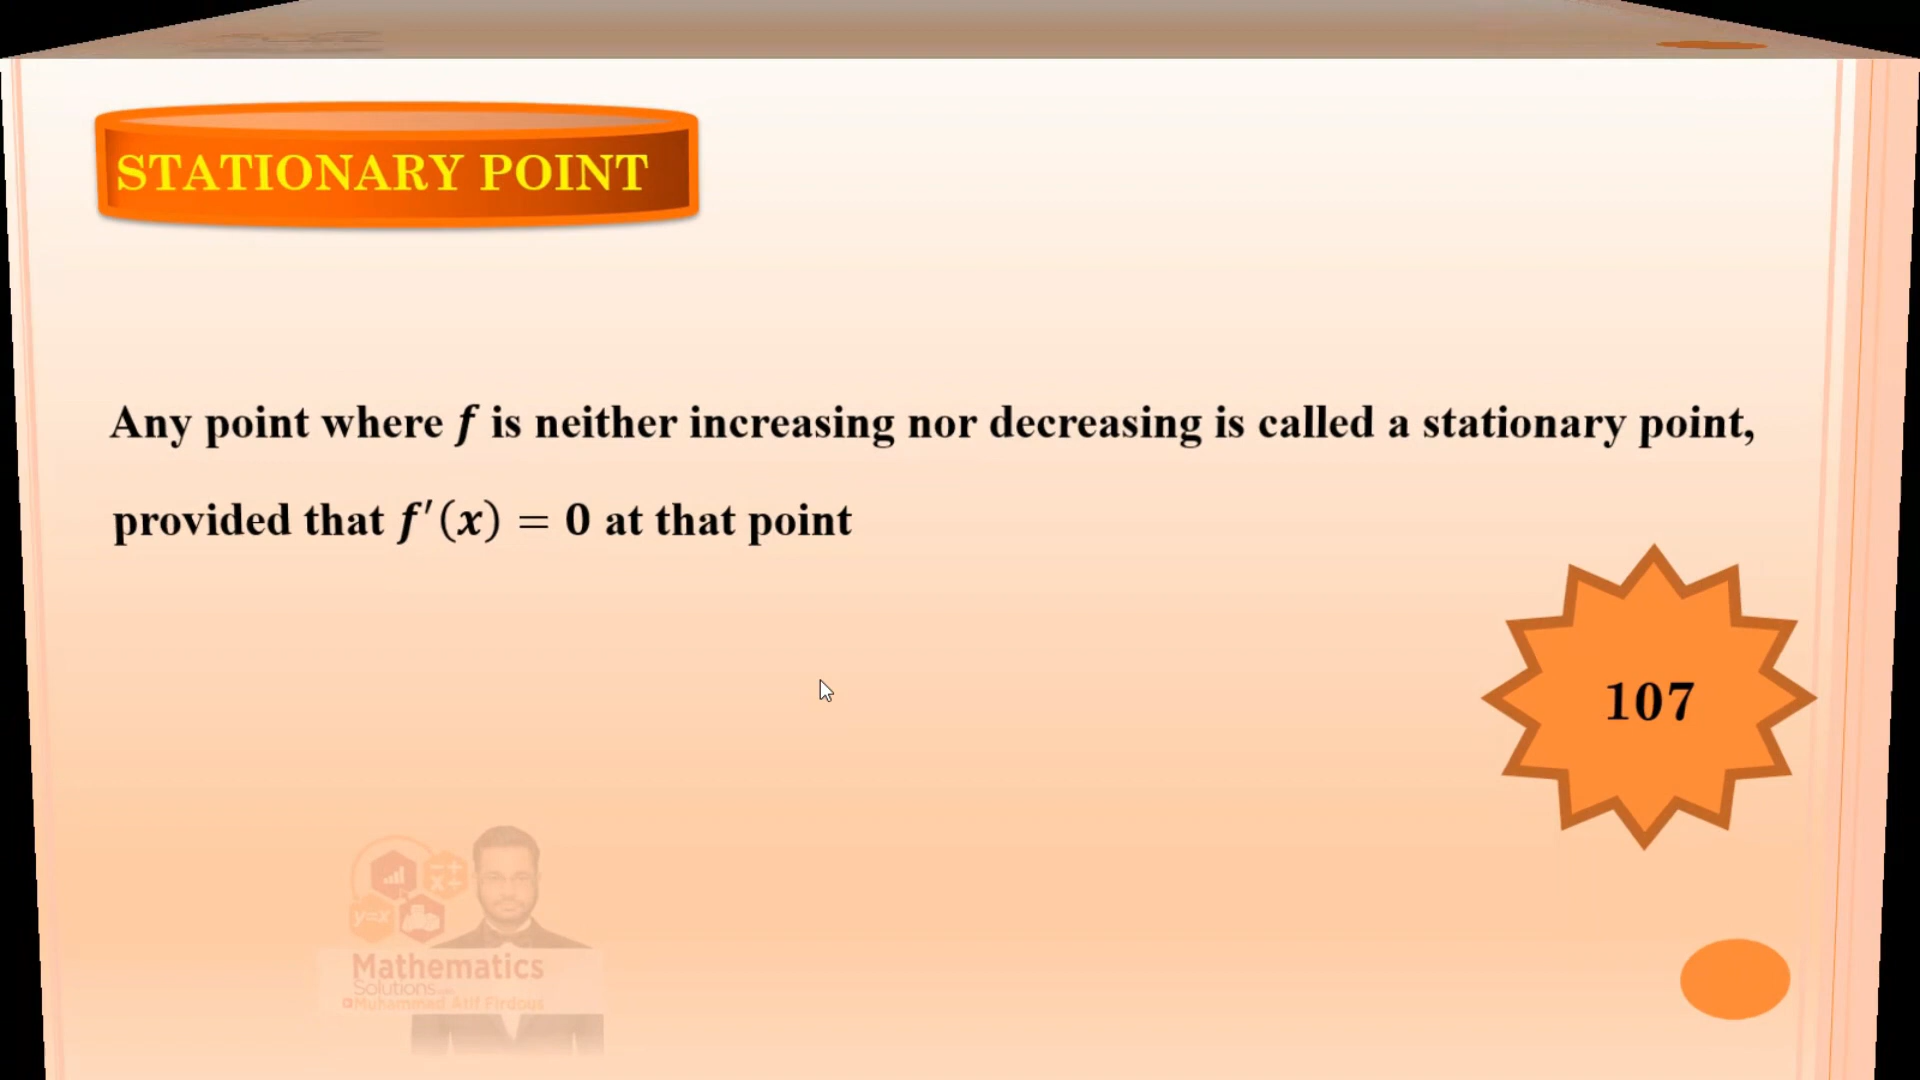 STATIONARY POINT
Any point where f is neither increasing nor decreasing is called a stationary point,
provided that f′(x) = 0 at that point
107
y=x
Mathematics
Solutions
Muhammad Atif Firdous